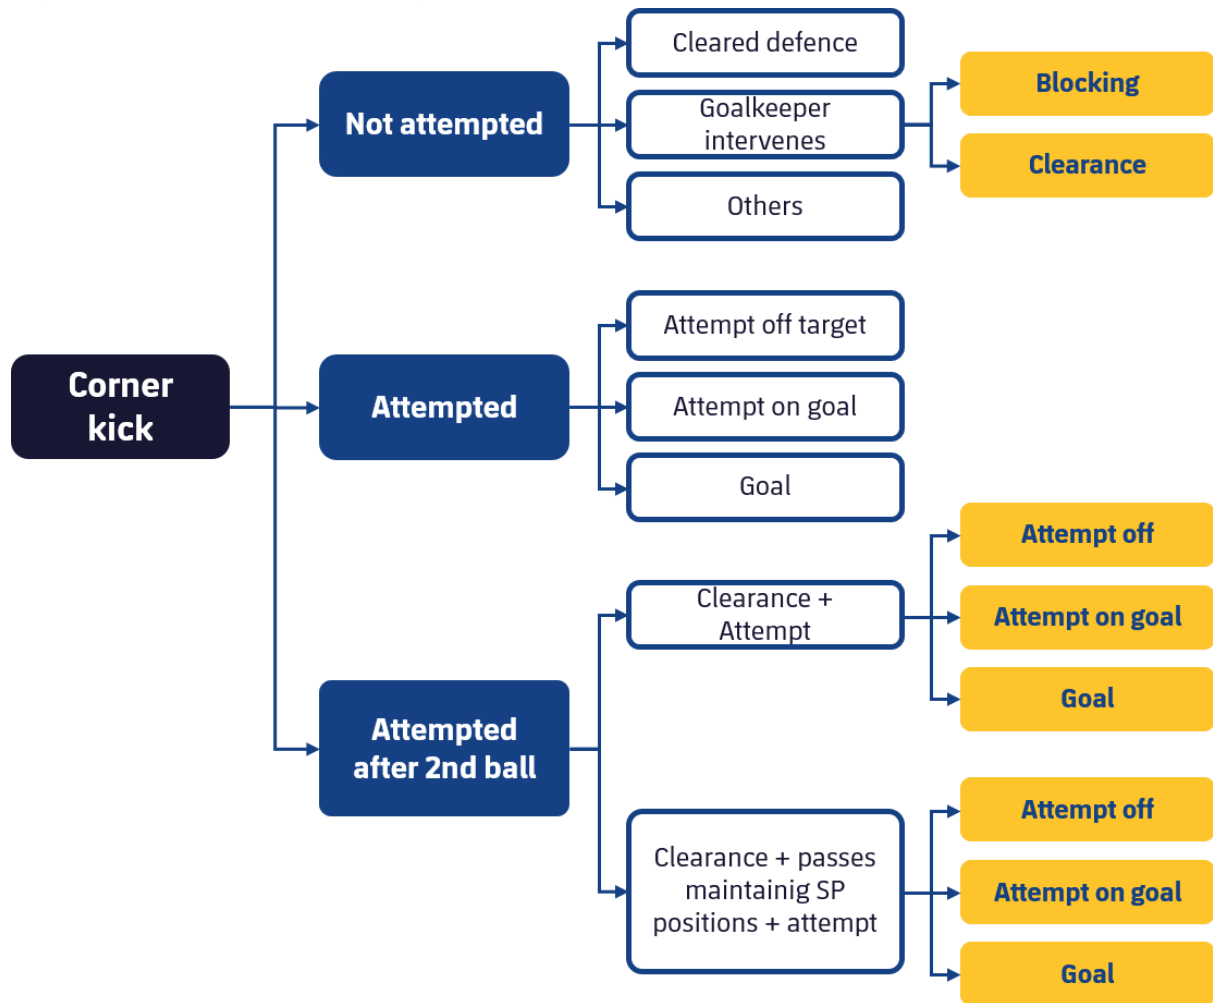 Cleared defence
Blocking
Not attempted
Goalkeeper
intervenes
Clearance
Others
Attempt off target
Corner
kick
Attempted
Attempt on goal
Goal
Attempt off
Clearance +
Attempt
Attempt on goal
Goal
Attempted
after 2nd ball
Attempt off
Clearance + passes
maintainig SP
positions + attempt
Attempt on goal
Goal